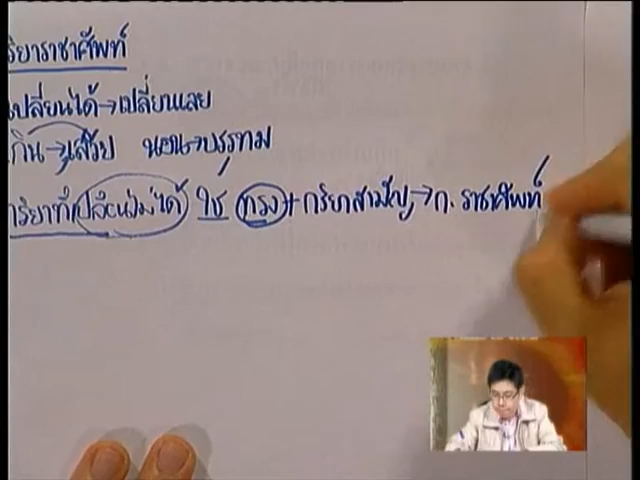 ริยาราชาศัพท์
เปลี่ยนได้→เปลี่ยนเลย
กิน→เสวย นอน→บรรทม
ริยาที่เปลี่ยนไม่ได้ ใช้ ทรง+กริยาสามัญ→ก. ราชาศัพท์